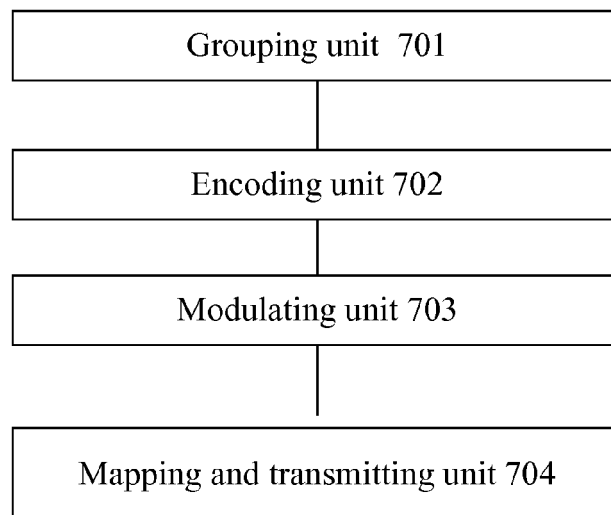 Grouping unit 701
Encoding unit 702
Modulating unit 703
Mapping and transmitting unit 704